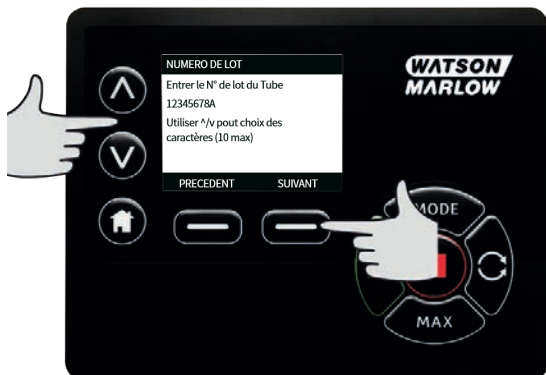 NUMERO DE LOT
Entrer le N° de lot du Tube
12345678A
Utiliser ^/v pout choix des
caractères (10 max)
PRECEDENT SUIVANT
WATSON
MARLOW
MODE
MAX